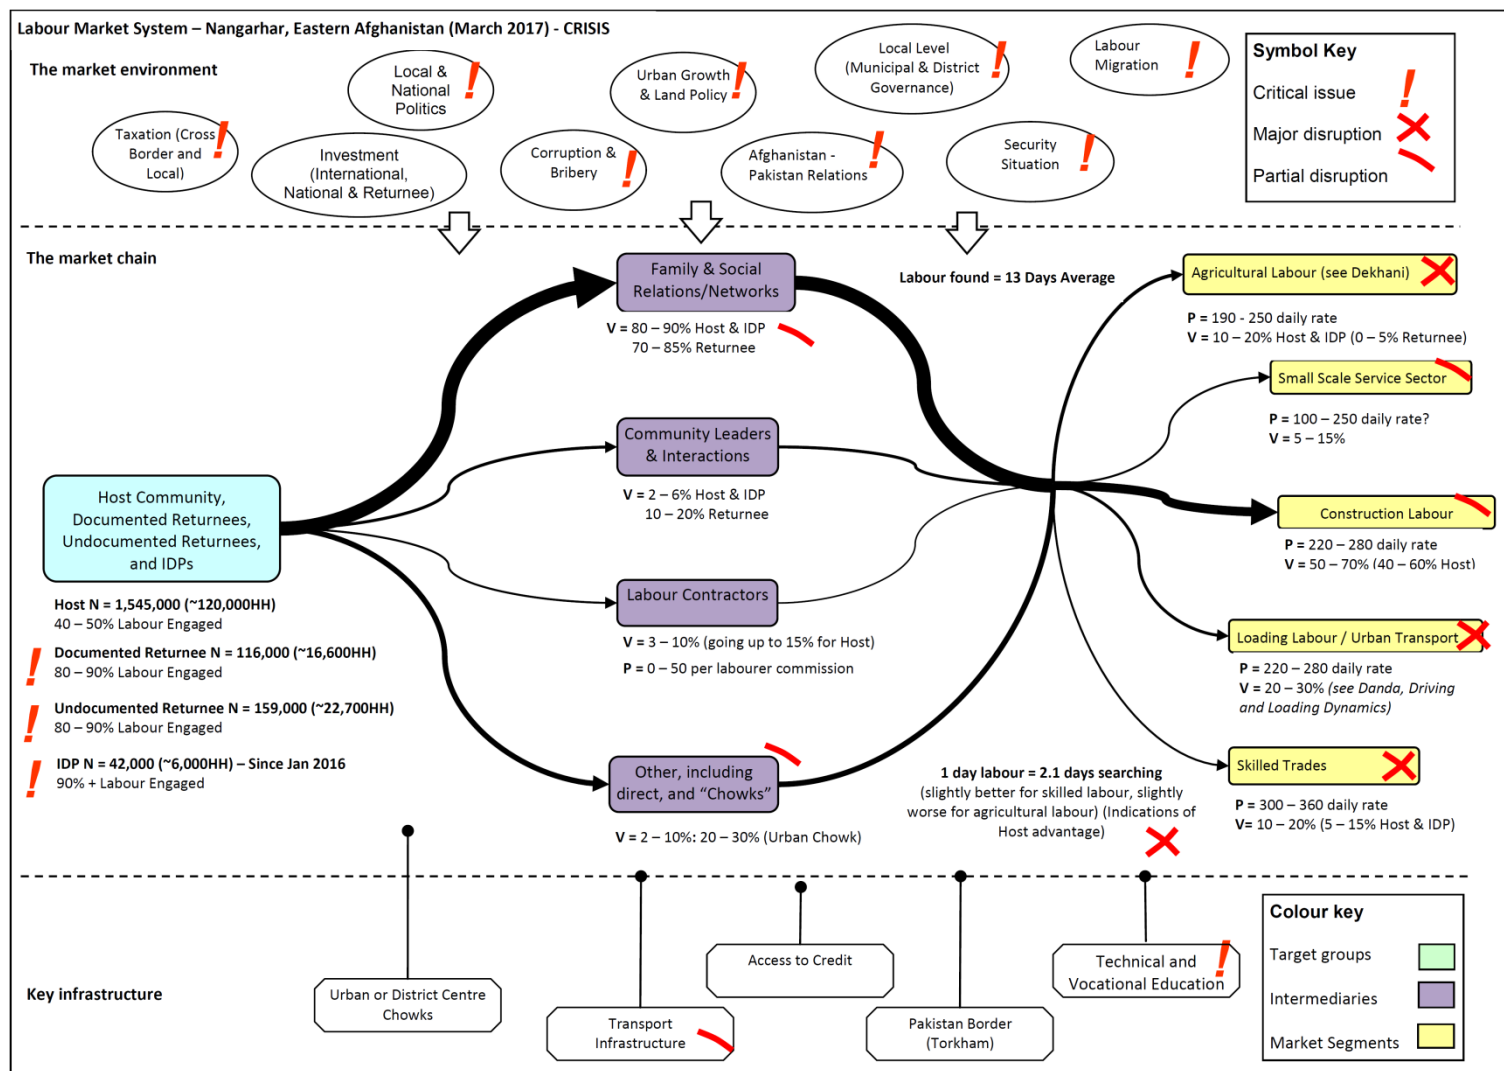 Labour Market System – Nangarhar, Eastern Afghanistan (March 2017) - CRISIS
The market environment
Local &
National
Politics
Urban Growth
& Land Policy
Local Level
(Municipal & District
Governance)
Labour
Migration
Taxation (Cross
Border and
Local)
Investment
(International,
National & Returnee)
Corruption &
Bribery
Afghanistan -
Pakistan Relations
Security
Situation
Symbol Key
Critical issue
Major disruption
Partial disruption
The market chain
Family & Social
Relations/Networks
V = 80 – 90% Host & IDP
70 – 85% Returnee
Labour found = 13 Days Average
Agricultural Labour (see Dekhani)
P = 190 - 250 daily rate
V = 10 – 20% Host & IDP (0 – 5% Returnee)
Small Scale Service Sector
P = 100 – 250 daily rate?
V = 5 – 15%
Community Leaders
& Interactions
V = 2 – 6% Host & IDP
10 – 20% Returnee
Host Community,
Documented Returnees,
Undocumented Returnees,
and IDPs
Construction Labour
P = 220 – 280 daily rate
V = 50 – 70% (40 – 60% Host)
Host N = 1,545,000 (~120,000HH)
40 – 50% Labour Engaged
Documented Returnee N = 116,000 (~16,600HH)
80 – 90% Labour Engaged
Undocumented Returnee N = 159,000 (~22,700HH)
80 – 90% Labour Engaged
IDP N = 42,000 (~6,000HH) – Since Jan 2016
90% + Labour Engaged
Labour Contractors
V = 3 – 10% (going up to 15% for Host)
P = 0 – 50 per labourer commission
Loading Labour / Urban Transport
P = 220 – 280 daily rate
V = 20 – 30% (see Danda, Driving
and Loading Dynamics)
Other, including
direct, and “Chowks”
V = 2 – 10%: 20 – 30% (Urban Chowk)
1 day labour = 2.1 days searching
(slightly better for skilled labour, slightly
worse for agricultural labour) (Indications of
Host advantage)
Skilled Trades
P = 300 – 360 daily rate
V= 10 – 20% (5 – 15% Host & IDP)
Key infrastructure
Urban or District Centre
Chowks
Transport
Infrastructure
Access to Credit
Pakistan Border
(Torkham)
Technical and
Vocational Education
Colour key
Target groups
Intermediaries
Market Segments